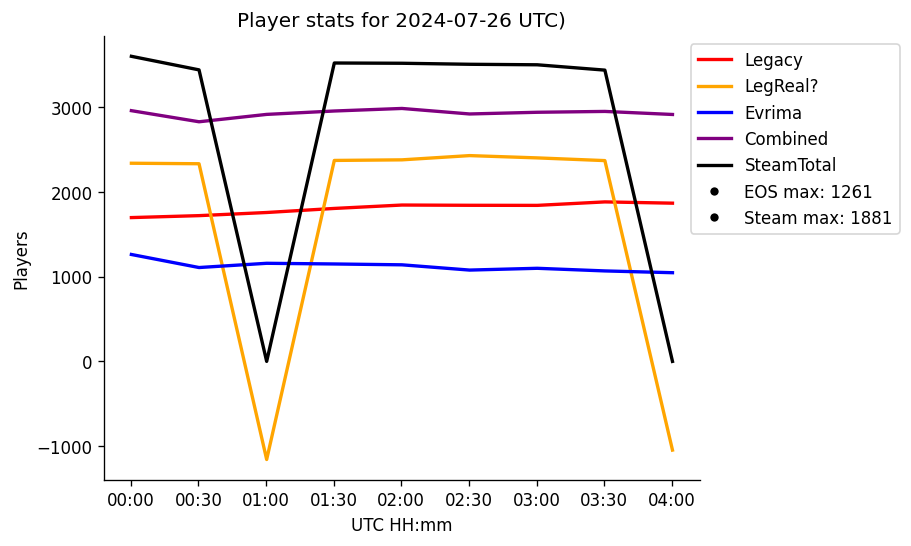 Player stats for 2024-07-26 UTC)
Legacy
LegReal?
Evrima
Combined
SteamTotal
EOS max: 1261
Steam max: 1881
Players
3000
2000
1000
0
−1000
00:00 00:30 01:00 01:30 02:00 02:30 03:00 03:30 04:00
UTC HH:mm